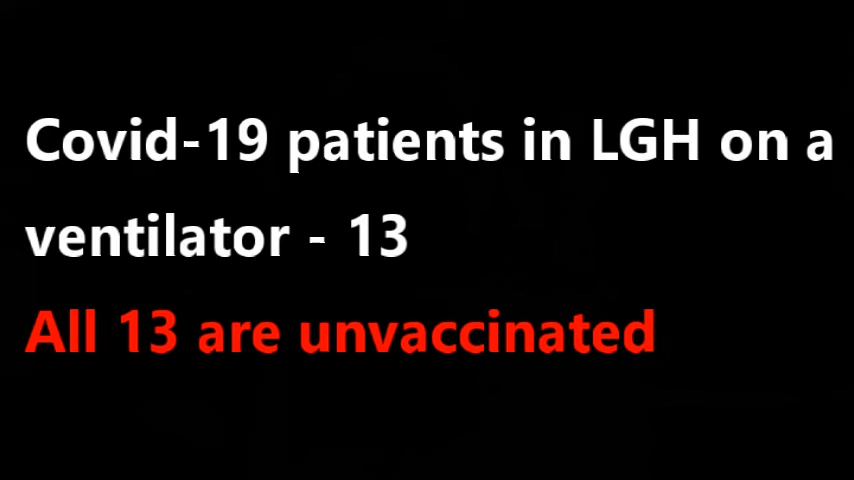 Covid-19 patients in LGH on a
ventilator - 13
All 13 are unvaccinated